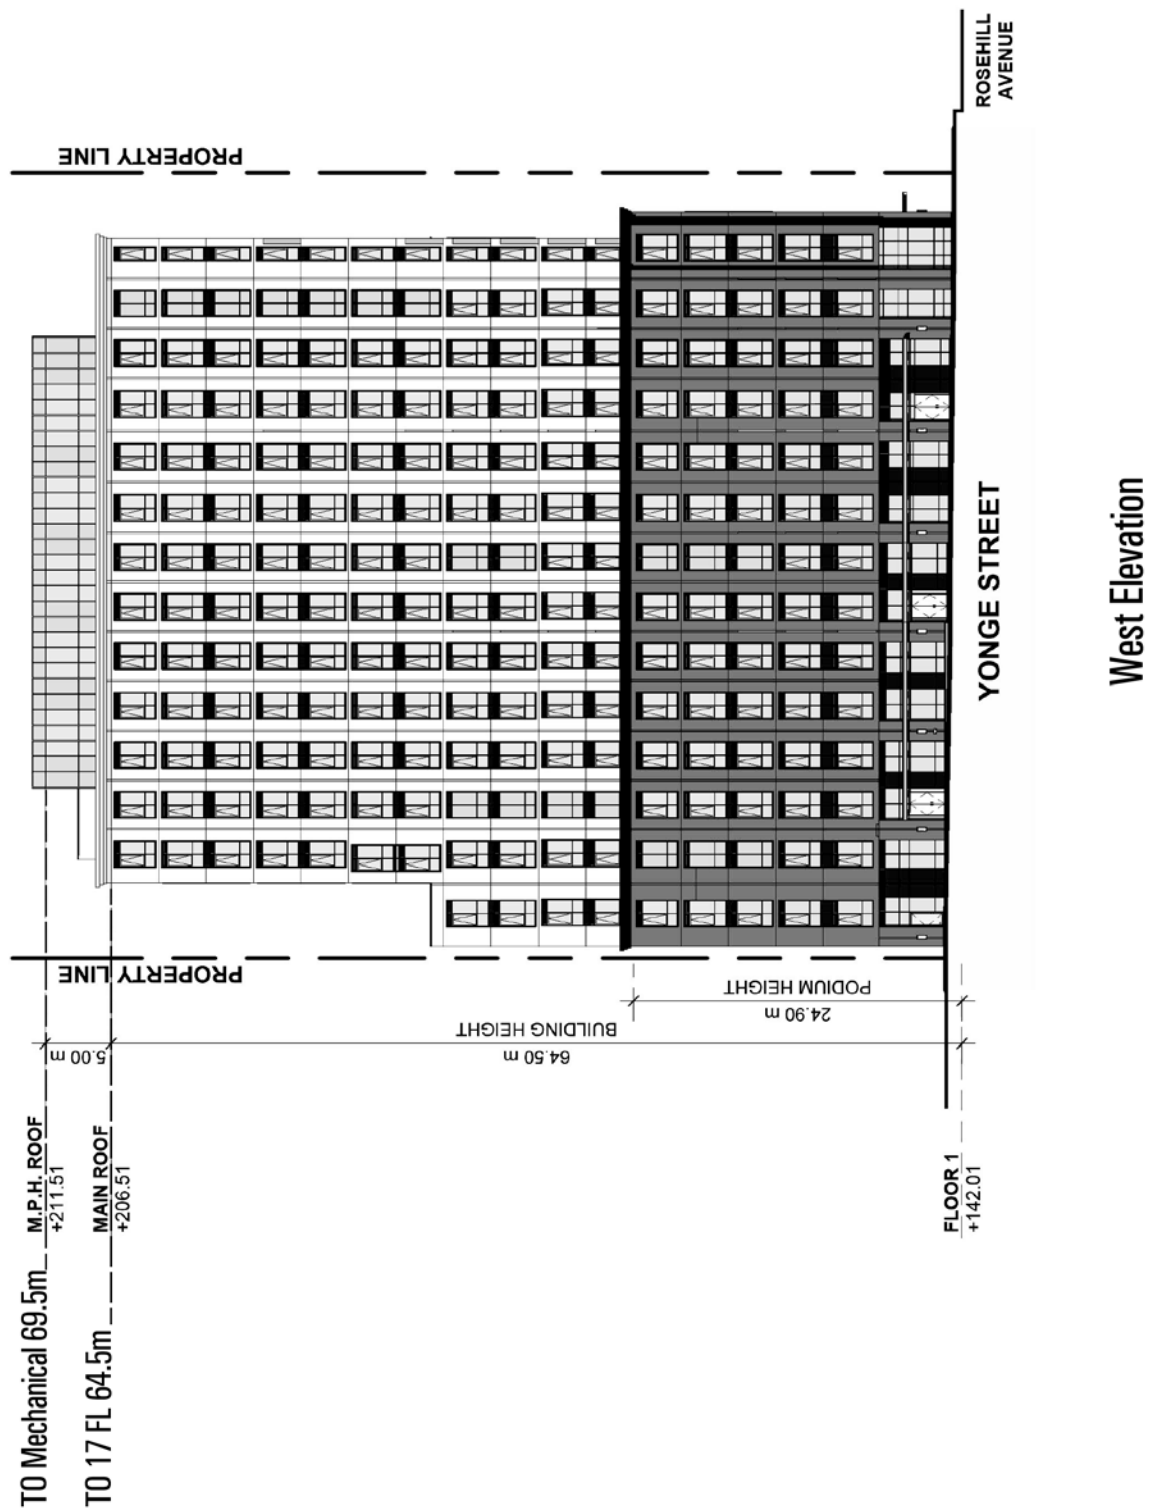 TO Mechanical 69.5m
M.P.H. ROOF
+211.51
TO 17 FL 64.5m
MAIN ROOF
+206.51
5.00 m
BUILDING HEIGHT
64.50 m
PODIUM HEIGHT
24.90 m
PROPERTY LINE
PROPERTY LINE
FLOOR 1
+142.01
YONGE STREET
ROSEHILL
AVENUE
West Elevation